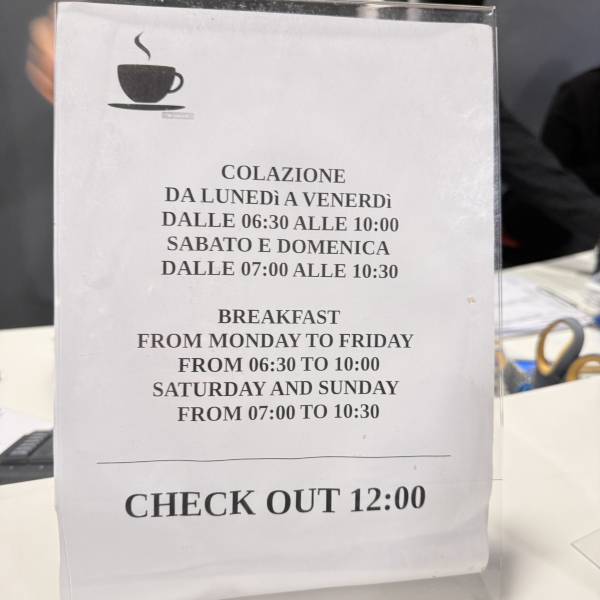 COLAZIONE
DA LUNEDì A VENERDì
DALLE 06:30 ALLE 10:00
SABATO E DOMENICA
DALLE 07:00 ALLE 10:30
BREAKFAST
FROM MONDAY TO FRIDAY
FROM 06:30 TO 10:00
SATURDAY AND SUNDAY
FROM 07:00 TO 10:30
CHECK OUT 12:00